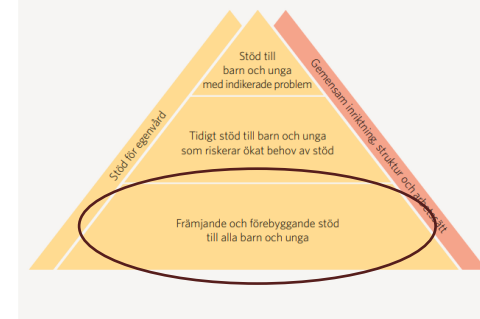 Stöd till
barn och unga
med indikerade problem
Tidigt stöd till barn och unga
som riskerar ökat behov av stöd
Främjande och förebyggande stöd
till alla barn och unga
Stöd för egenvård
Gemensam inriktning, struktur och arbetssätt